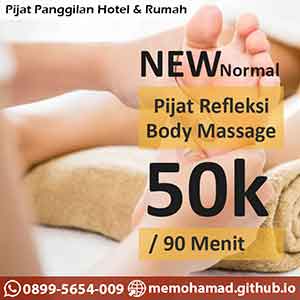 Pijat Panggilan Hotel & Rumah
NEW Normal
Pijat Refleksi
Body Massage
50k
/ 90 Menit
0899-5654-009 memohamad.github.io